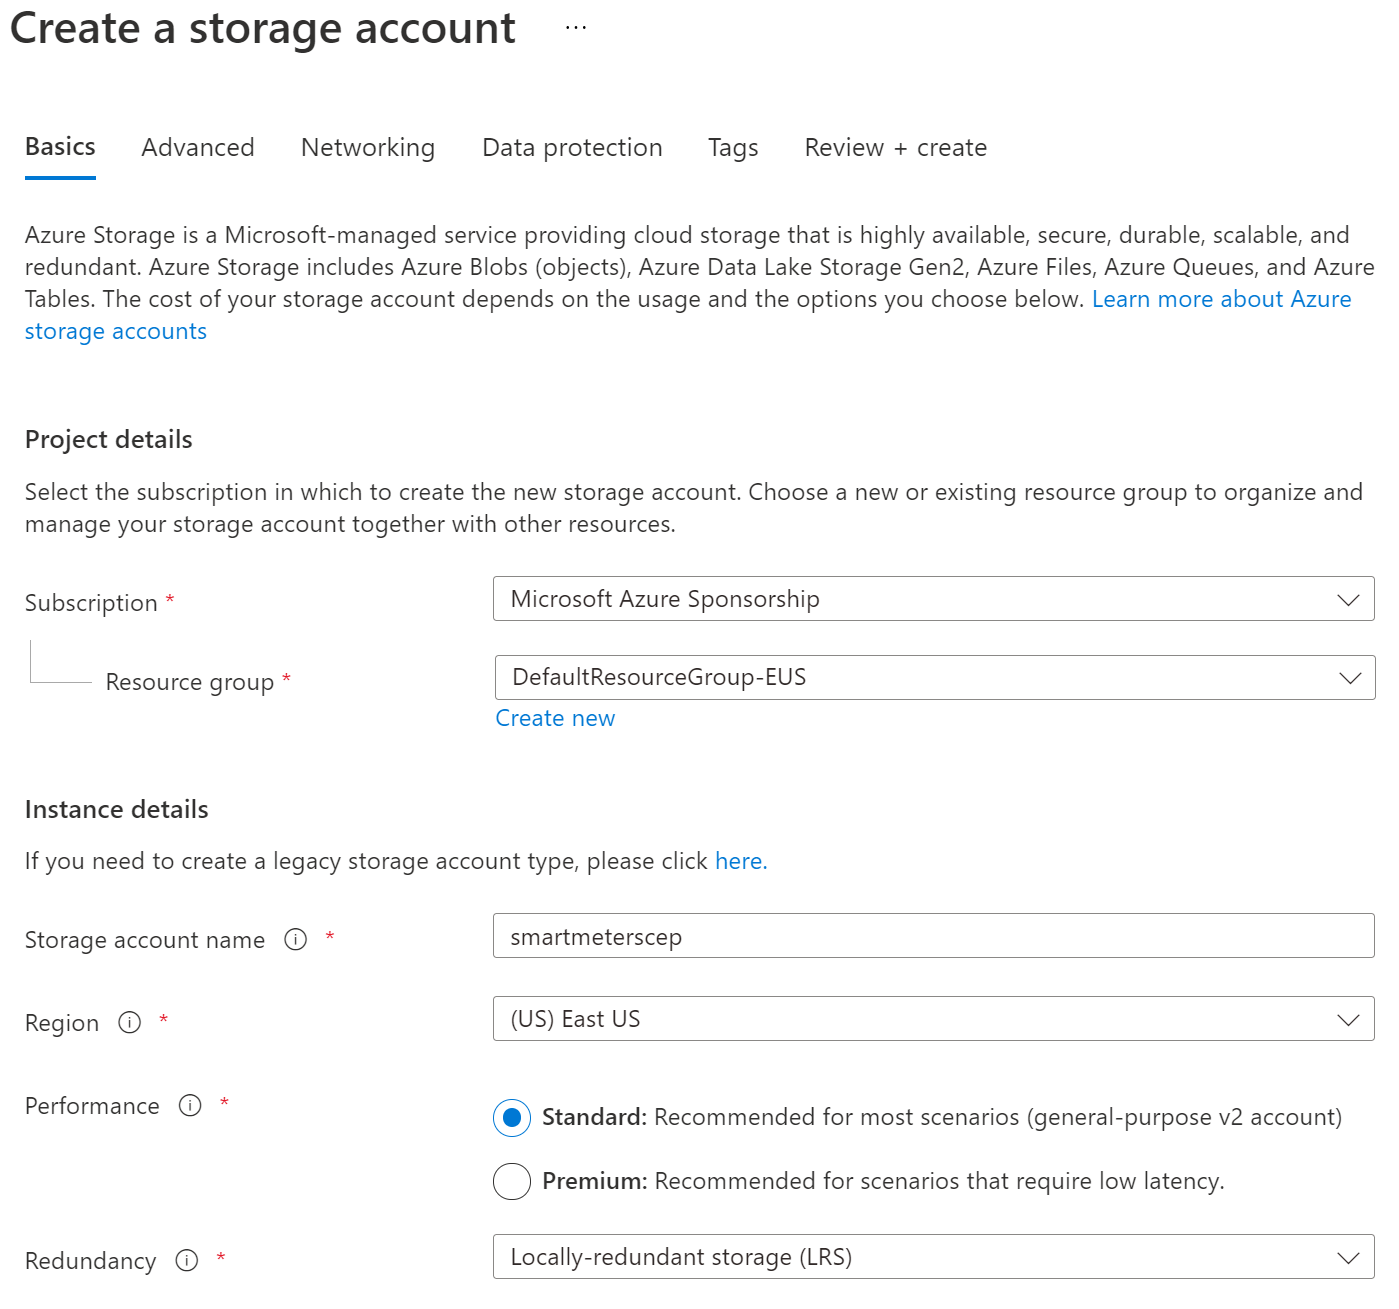 Create a storage account ...
Basics Advanced Networking Data protection Tags Review + create
Azure Storage is a Microsoft-managed service providing cloud storage that is highly available, secure, durable, scalable, and
redundant. Azure Storage includes Azure Blobs (objects), Azure Data Lake Storage Gen2, Azure Files, Azure Queues, and Azure
Tables. The cost of your storage account depends on the usage and the options you choose below. Learn more about Azure
storage accounts
Project details
Select the subscription in which to create the new storage account. Choose a new or existing resource group to organize and
manage your storage account together with other resources.
Subscription * Microsoft Azure Sponsorship
Resource group * DefaultResourceGroup-EUS
Create new
Instance details
If you need to create a legacy storage account type, please click here.
Storage account name i * smartmeterscep
Region i * (US) East US
Performance i * Standard: Recommended for most scenarios (general-purpose v2 account)
Premium: Recommended for scenarios that require low latency.
Redundancy i * Locally-redundant storage (LRS)